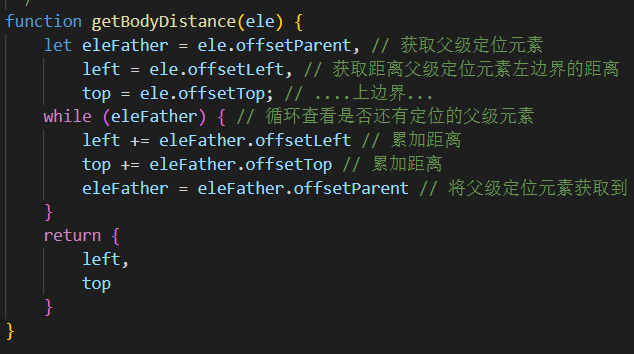 function getBodyDistance(ele) {
    let eleFather = ele.offsetParent, // 获取父级定位元素
        left = ele.offsetLeft, // 获取距离父级定位元素左边界的距离
        top = ele.offsetTop; // ....上边界...
    while (eleFather) { // 循环查看是否还有定位的父级元素
        left += eleFather.offsetLeft // 累加距离
        top += eleFather.offsetTop // 累加距离
        eleFather = eleFather.offsetParent // 将父级定位元素获取到
    }
    return {
        left,
        top
    }
}